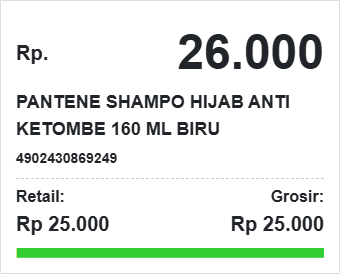 Rp. 26.000
PANTENE SHAMPO HIJAB ANTI
KETOMBE 160 ML BIRU
4902430869249
Retail: Grosir:
Rp 25.000 Rp 25.000